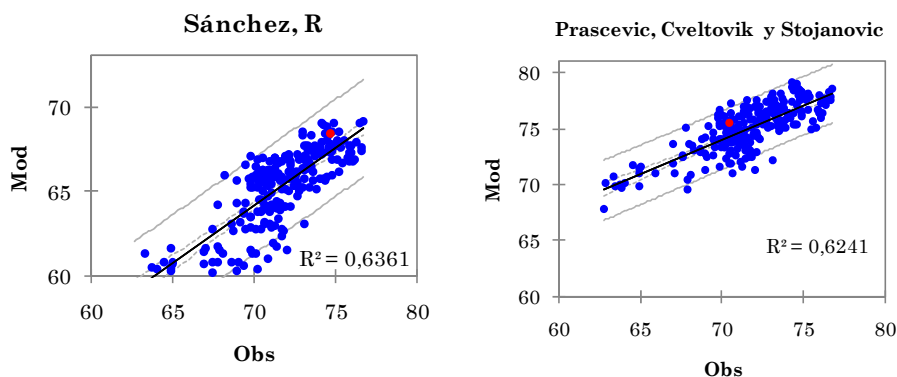 Sánchez, R
70
65
60
Mod
60 65 70 75 80
Obs
R² = 0,6361
Prascevic, Cveltovik y Stojanovic
80
75
70
65
60
Mod
60 65 70 75 80
Obs
R² = 0,6241